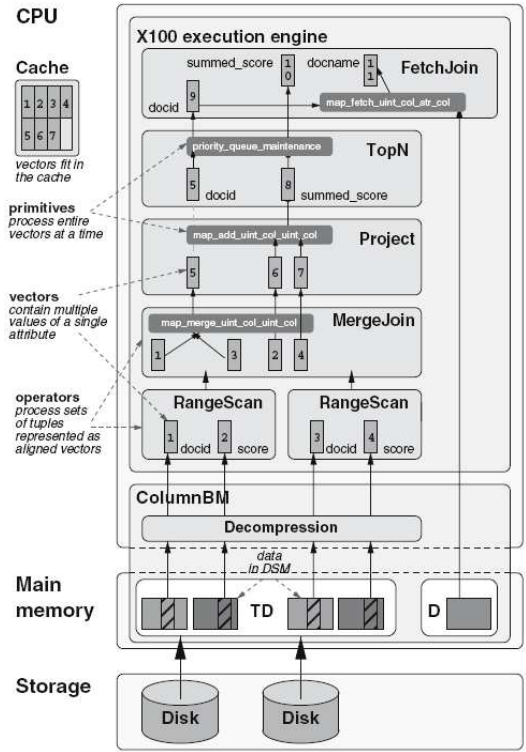 CPU
X100 execution engine
Cache
1 2 3 4
5 6 7
vectors fit in
the cache
summed_score
1
0
docname
1
1
FetchJoin
docid
9
map_fetch_uint_col_str_col
priority_queue_maintenance
TopN
5
docid
8
summed_score
primitives
process entire
vectors at a time
map_add_uint_col_uint_col
Project
5
6
7
vectors
contain multiple
values of a single
attribute
map_merge_uint_col_uint_col
MergeJoin
1
3
2
4
operators
process sets
of tuples
represented as
aligned vectors
RangeScan
1
docid
2
score
RangeScan
3
docid
4
score
ColumnBM
Decompression
data
in DSM
Main
memory
TD
D
Storage
Disk
Disk